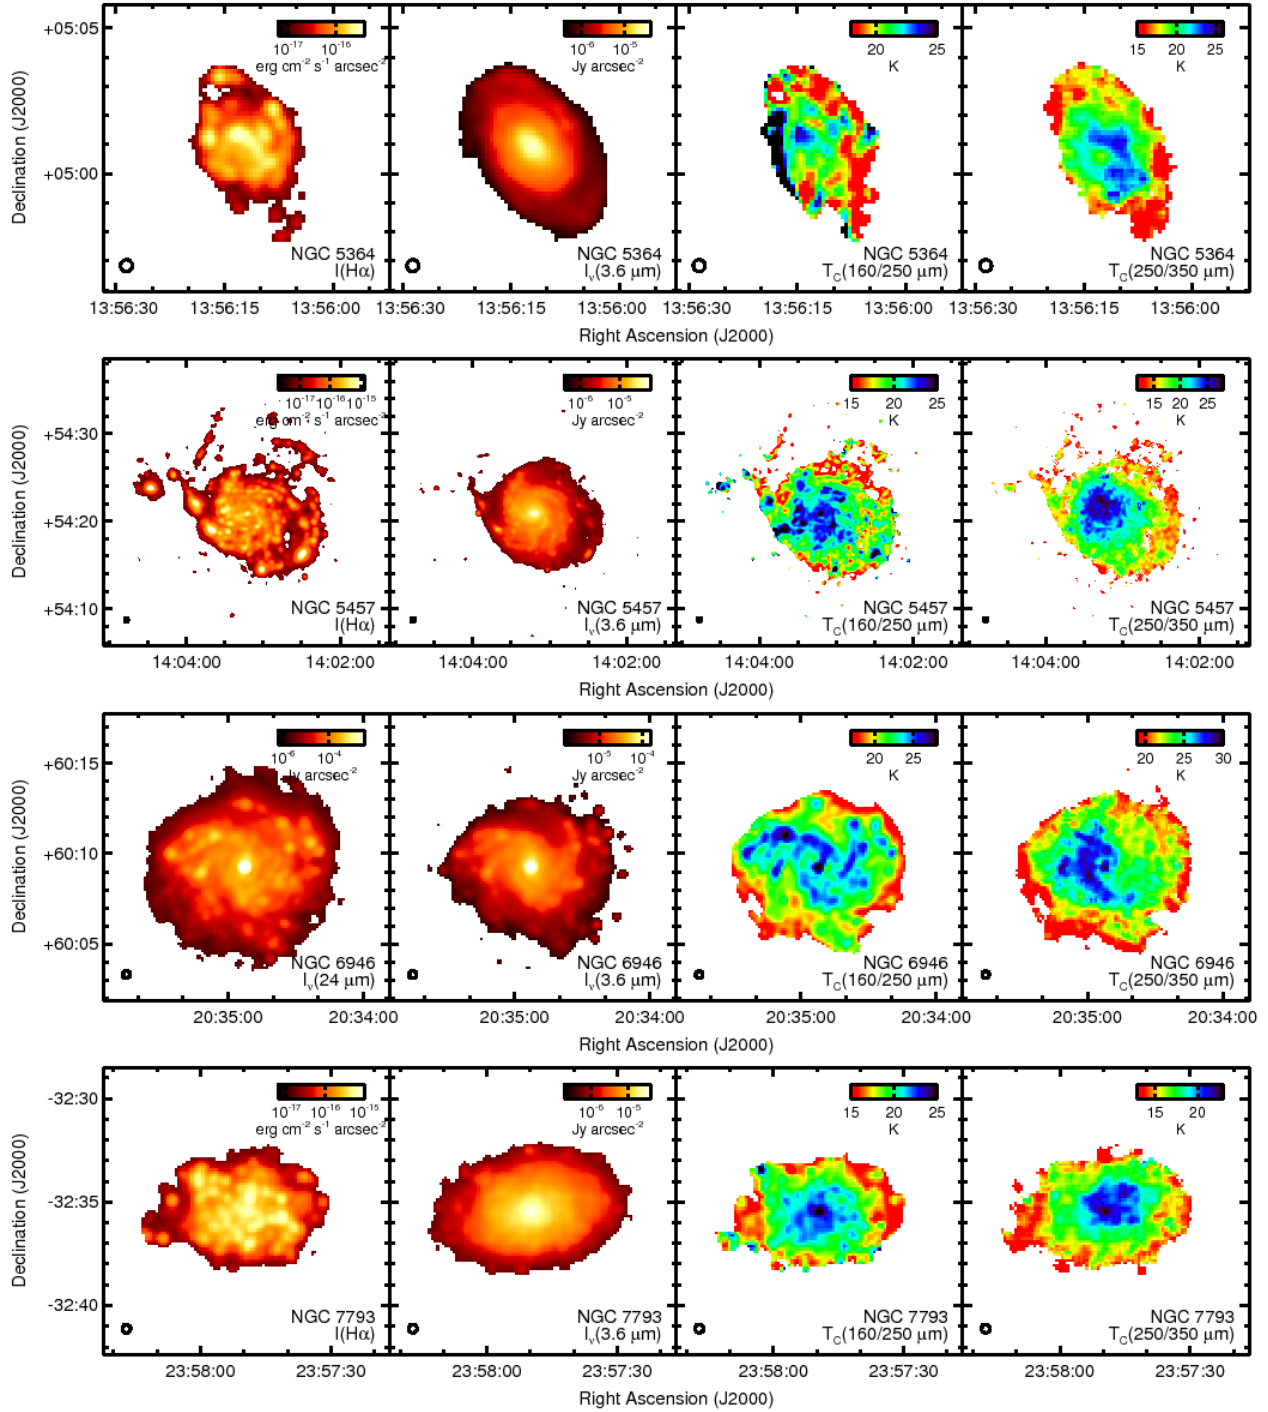 +05:05
+05:00
Declination (J2000)
10⁻¹⁷ 10⁻¹⁶
erg cm⁻² s⁻¹ arcsec⁻²
NGC 5364
I(Hα)
10⁻⁶ 10⁻⁵
Jy arcsec⁻²
NGC 5364
Iᵥ(3.6 μm)
20 25
K
NGC 5364
T_C(160/250 μm)
15 20 25
K
NGC 5364
T_C(250/350 μm)
13:56:30 13:56:15 13:56:00 13:56:15 13:56:00 13:56:15 13:56:00 13:56:15 13:56:00
Right Ascension (J2000)
+54:30
+54:20
+54:10
Declination (J2000)
10⁻¹⁷ 10⁻¹⁶ 10⁻¹⁵
erg cm⁻² s⁻¹ arcsec⁻²
NGC 5457
I(Hα)
10⁻⁶ 10⁻⁵
Jy arcsec⁻²
NGC 5457
Iᵥ(3.6 μm)
15 20 25
K
NGC 5457
T_C(160/250 μm)
15 20 25
K
NGC 5457
T_C(250/350 μm)
14:04:00 14:02:00 14:04:00 14:02:00 14:04:00 14:02:00 14:04:00 14:02:00
Right Ascension (J2000)
+60:15
+60:10
+60:05
Declination (J2000)
10⁻⁶ 10⁻⁴
Jy arcsec⁻²
NGC 6946
Iᵥ(24 μm)
10⁻⁵ 10⁻⁴
Jy arcsec⁻²
NGC 6946
Iᵥ(3.6 μm)
20 25
K
NGC 6946
T_C(160/250 μm)
20 25 30
K
NGC 6946
T_C(250/350 μm)
20:35:00 20:34:00 20:35:00 20:34:00 20:35:00 20:34:00 20:35:00 20:34:00
Right Ascension (J2000)
-32:30
-32:35
-32:40
Declination (J2000)
10⁻¹⁷ 10⁻¹⁶ 10⁻¹⁵
erg cm⁻² s⁻¹ arcsec⁻²
NGC 7793
I(Hα)
10⁻⁶ 10⁻⁵
Jy arcsec⁻²
NGC 7793
Iᵥ(3.6 μm)
15 20 25
K
NGC 7793
T_C(160/250 μm)
15 20
K
NGC 7793
T_C(250/350 μm)
23:58:00 23:57:30 23:58:00 23:57:30 23:58:00 23:57:30 23:58:00 23:57:30
Right Ascension (J2000)